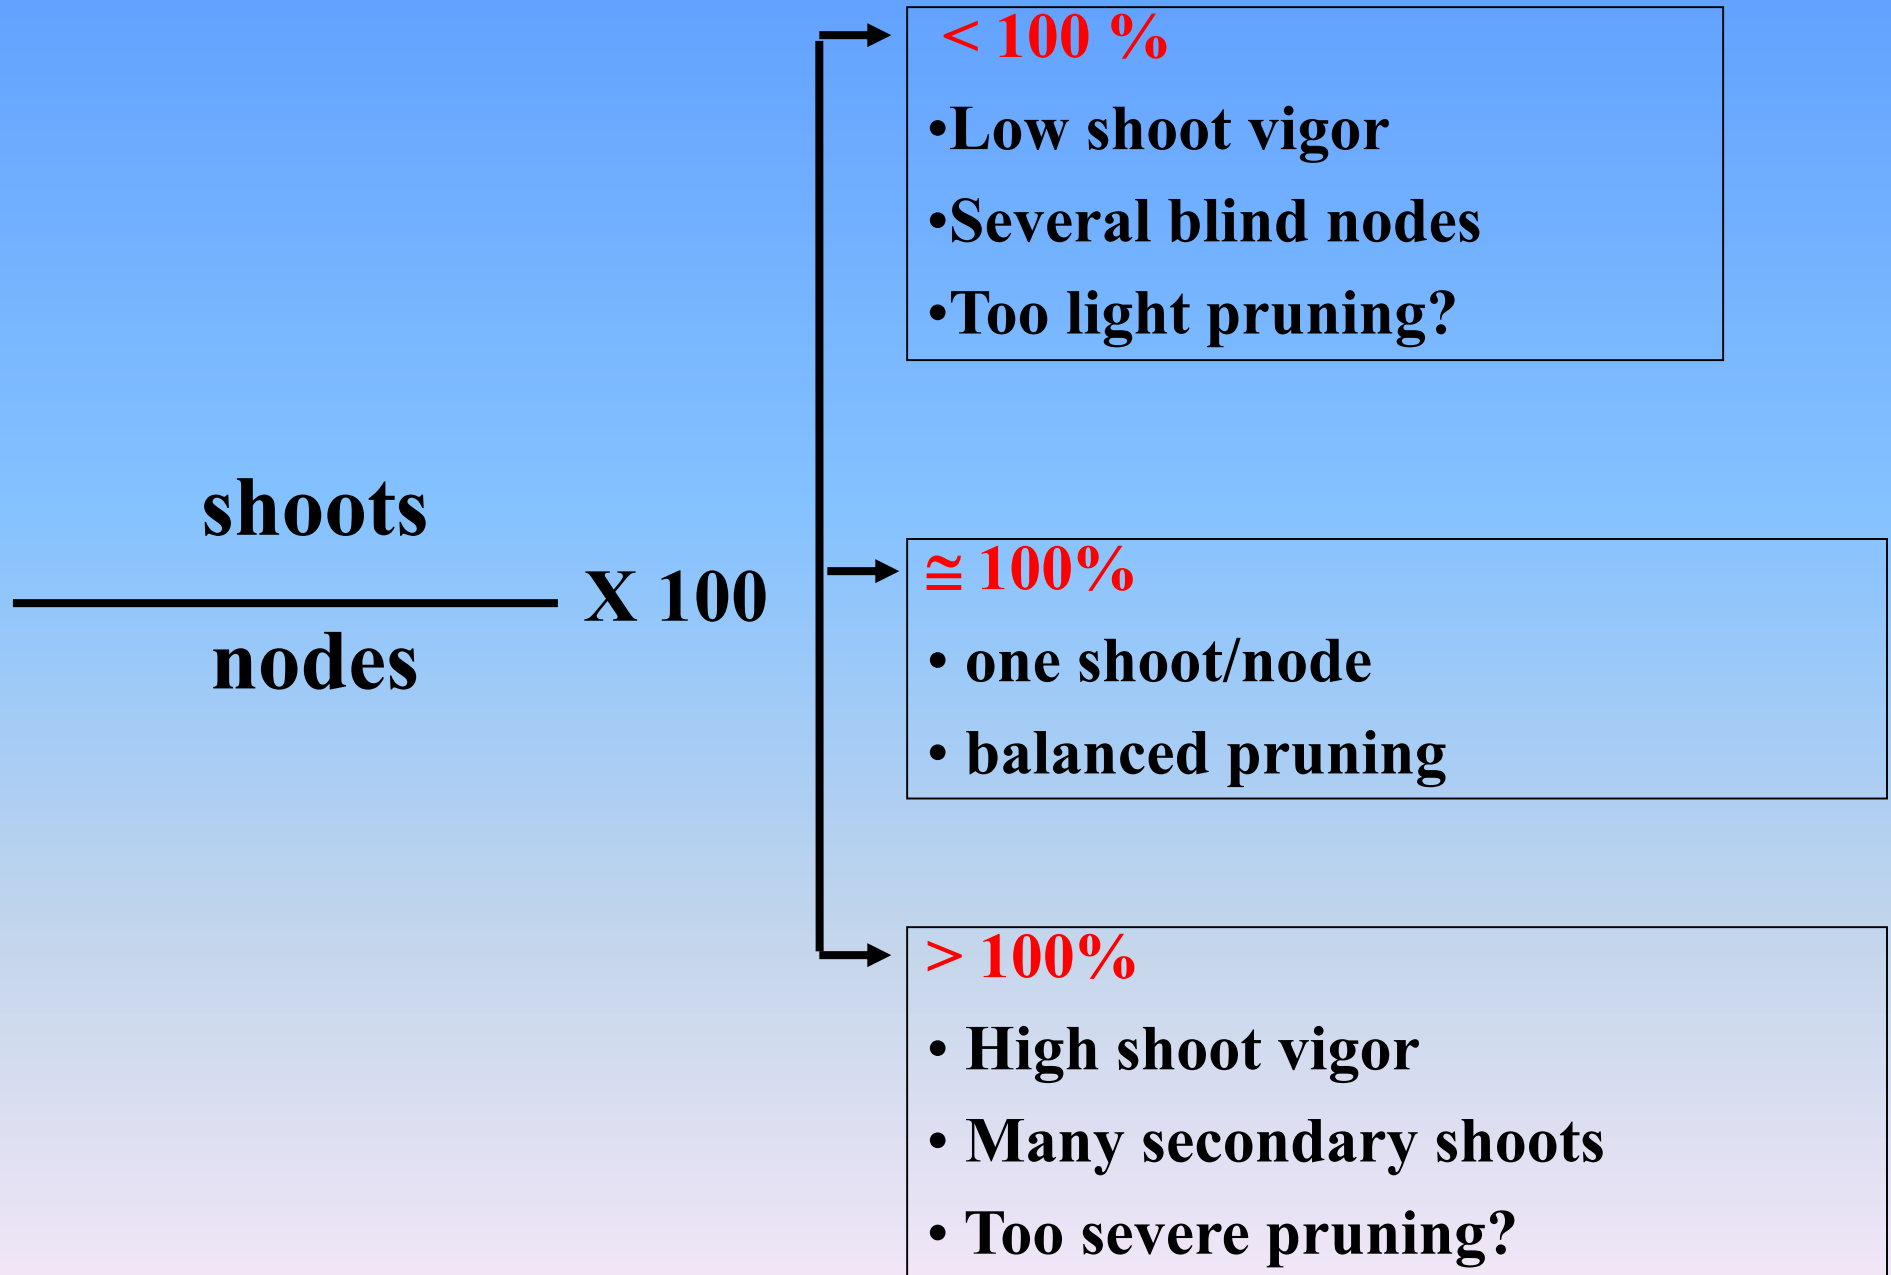 shoots
nodes
X 100
< 100 %
•Low shoot vigor
•Several blind nodes
•Too light pruning?
≅ 100%
• one shoot/node
• balanced pruning
> 100%
• High shoot vigor
• Many secondary shoots
• Too severe pruning?